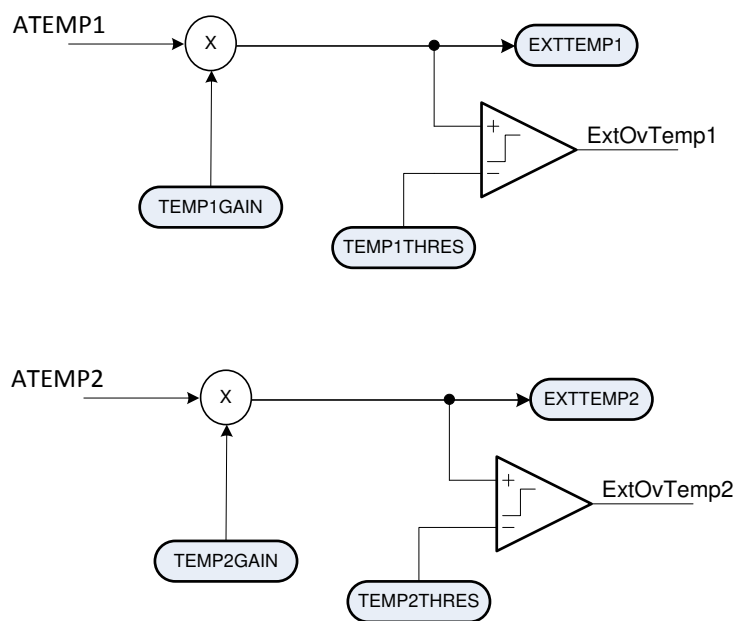 ATEMP1
X
EXTTEMP1
+
ExtOvTemp1
−
TEMP1GAIN
TEMP1THRES
ATEMP2
X
EXTTEMP2
+
ExtOvTemp2
−
TEMP2GAIN
TEMP2THRES